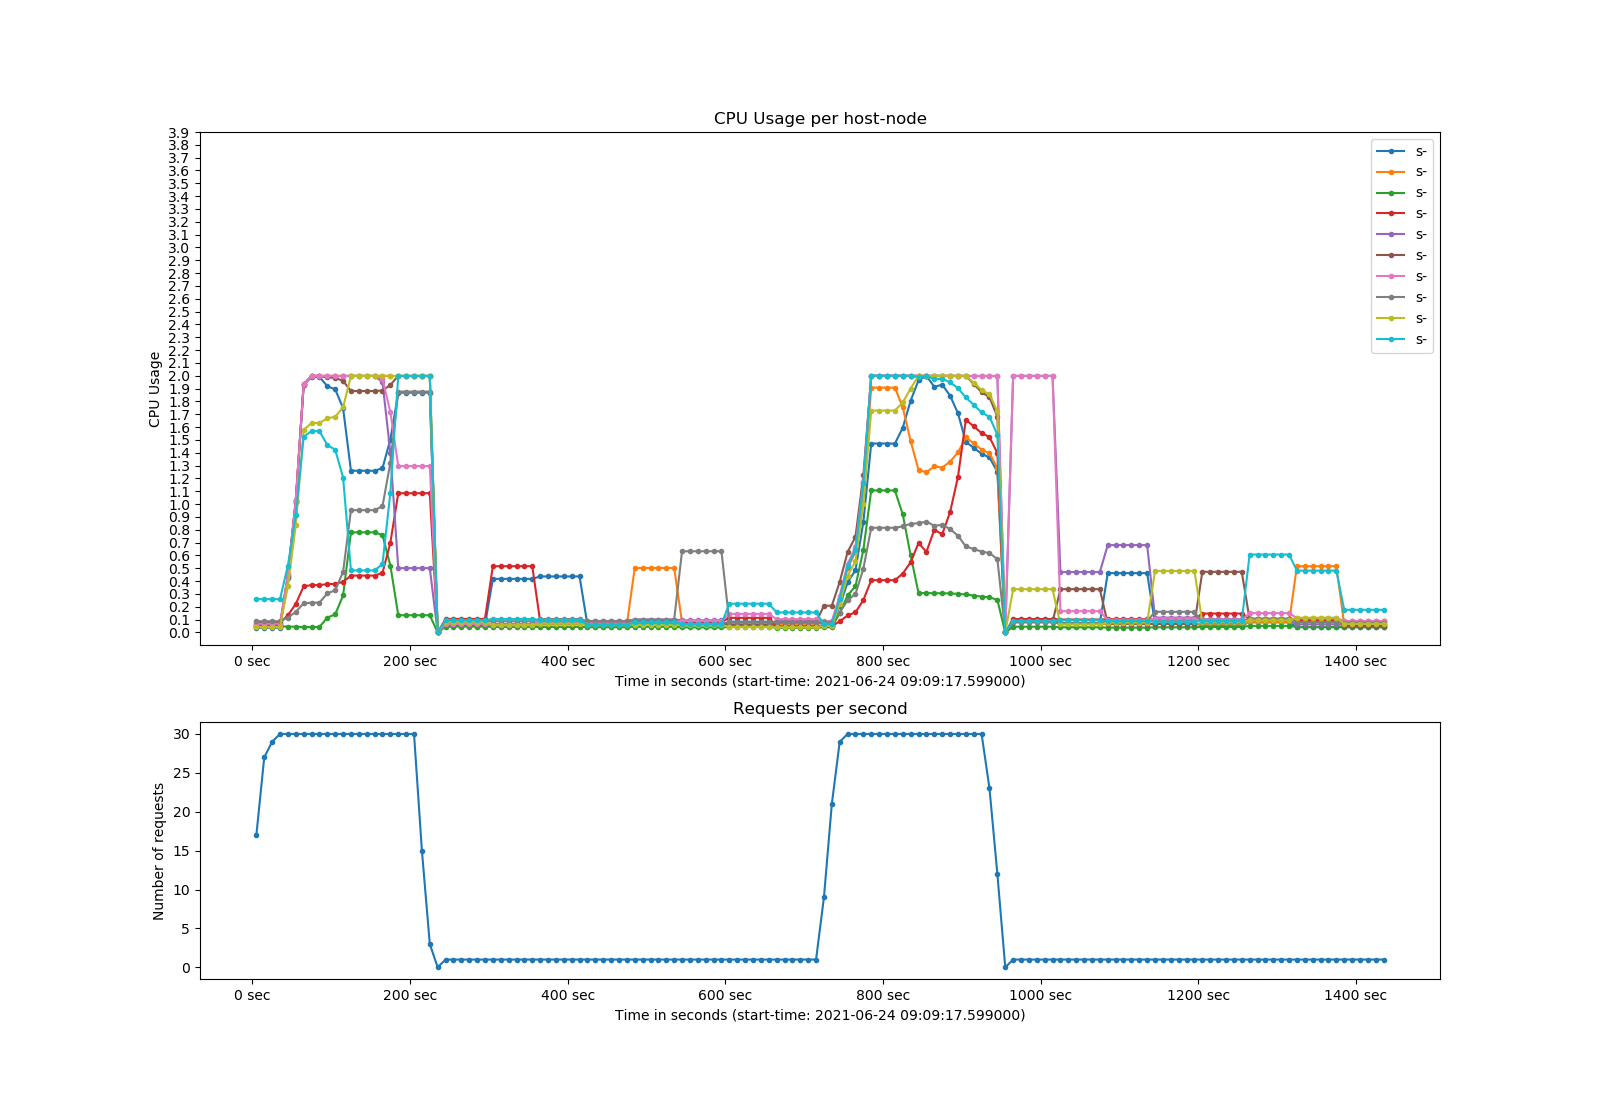 CPU Usage per host-node
3.9
3.8
3.7
3.6
3.5
3.4
3.3
3.2
3.1
3.0
2.9
2.8
2.7
2.6
2.5
2.4
2.3
2.2
2.1
2.0
1.9
1.8
1.7
1.6
1.5
1.4
1.3
1.2
1.1
1.0
0.9
0.8
0.7
0.6
0.5
0.4
0.3
0.2
0.1
0.0
CPU Usage
s-
s-
s-
s-
s-
s-
s-
s-
s-
s-
0 sec 200 sec 400 sec 600 sec 800 sec 1000 sec 1200 sec 1400 sec
Time in seconds (start-time: 2021-06-24 09:09:17.599000)
Requests per second
30
25
20
15
10
5
0
Number of requests
0 sec 200 sec 400 sec 600 sec 800 sec 1000 sec 1200 sec 1400 sec
Time in seconds (start-time: 2021-06-24 09:09:17.599000)